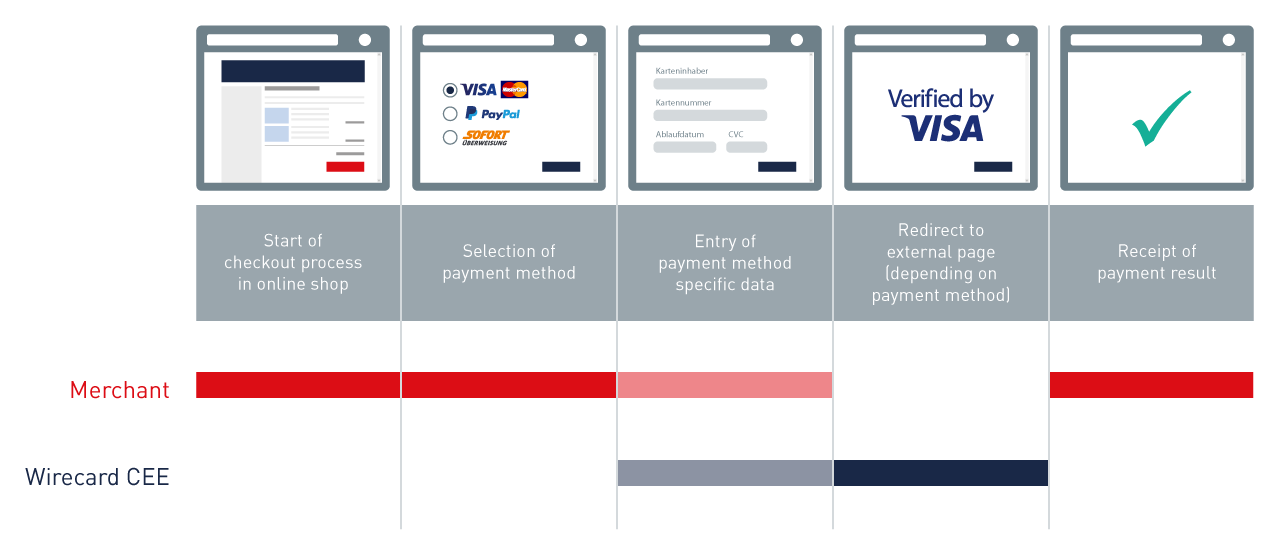 VISA MasterCard
PayPal
SOFORT
ÜBERWEISUNG
Karteninhaber
Kartennummer
Ablaufdatum CVC
Verified by
VISA
Start of
checkout process
in online shop
Selection of
payment method
Entry of
payment method
specific data
Redirect to
external page
(depending on
payment method)
Receipt of
payment result
Merchant
Wirecard CEE